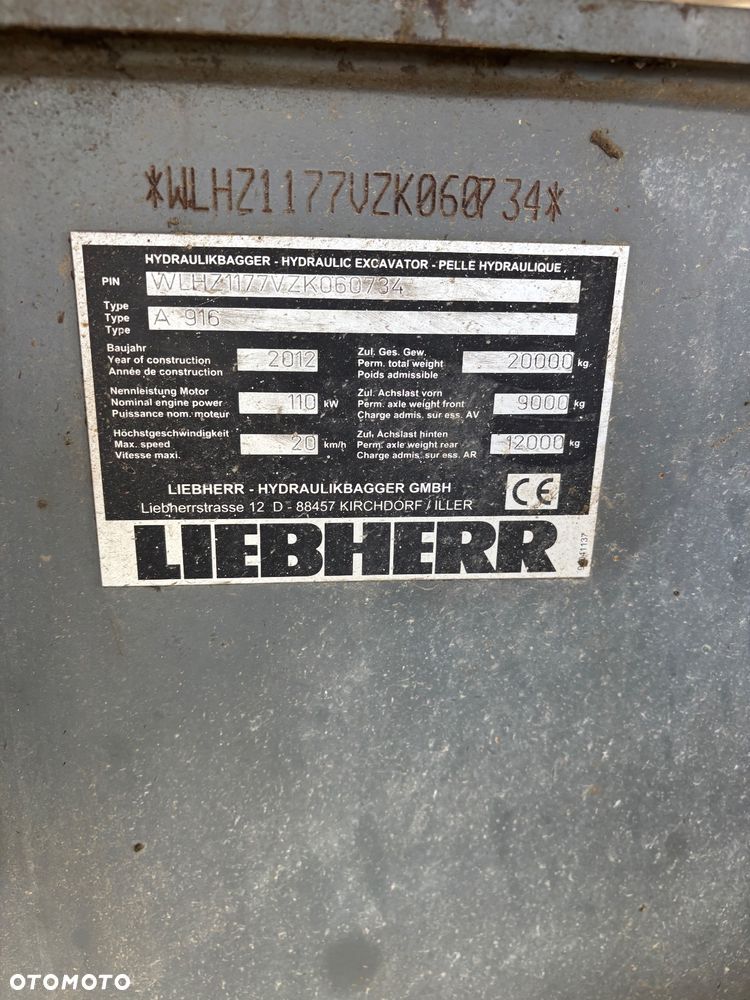 *WLHZ1177VZK060734*
HYDRAULIKBAGGER - HYDRAULIC EXCAVATOR - PELLE HYDRAULIQUE
PIN WLHZ1177VZK060734
Type
Type A 916
Type
Baujahr
Year of construction 2012
Année de construction
Zul. Ges. Gew.
Perm. total weight 20000 kg
Poids admissible
Nennleistung Motor
Nominal engine power 110 kW
Puissance nom. moteur
Zul. Achslast vorn
Perm. axle weight front 9000 kg
Charge admis. sur ess. AV
Höchstgeschwindigkeit
Max. speed 20 km/h
Vitesse maxi.
Zul. Achslast hinten
Perm. axle weight rear 12000 kg
Charge admis. sur ess. AR
LIEBHERR - HYDRAULIKBAGGER GMBH
Liebherrstrasse 12 D - 88457 KIRCHDORF / ILLER
CE
LIEBHERR
OTOMOTO